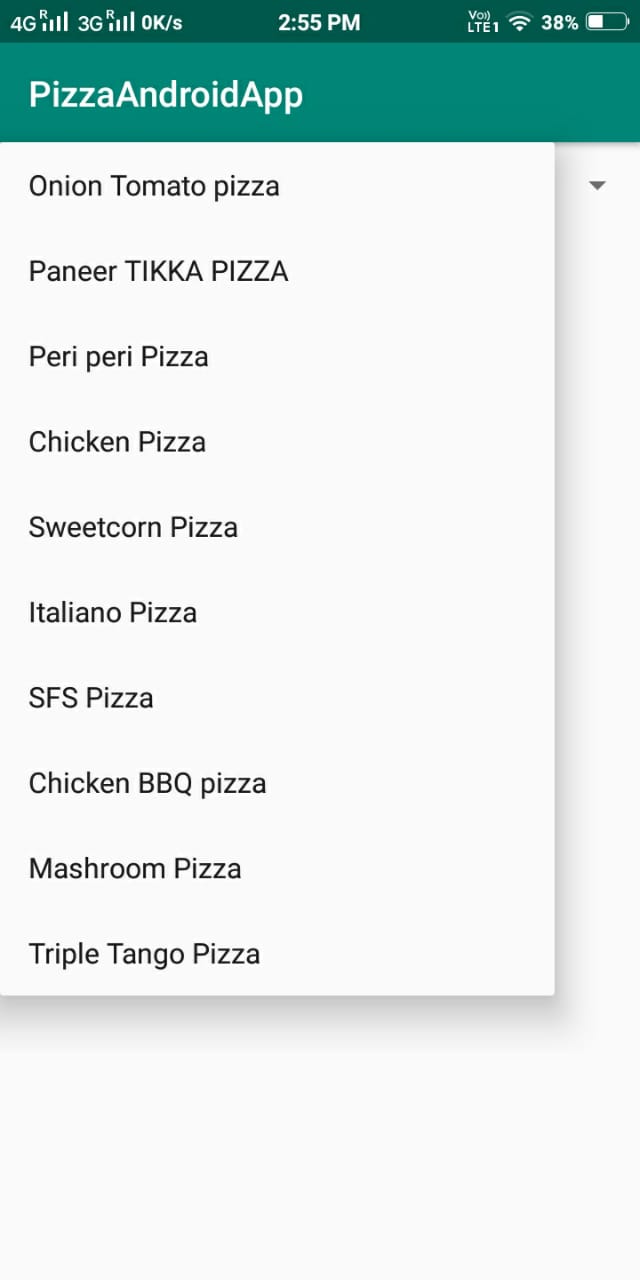 4G R 3G R 0K/s 2:55 PM Vo)) LTE1 38%
PizzaAndroidApp
Onion Tomato pizza
Paneer TIKKA PIZZA
Peri peri Pizza
Chicken Pizza
Sweetcorn Pizza
Italiano Pizza
SFS Pizza
Chicken BBQ pizza
Mashroom Pizza
Triple Tango Pizza